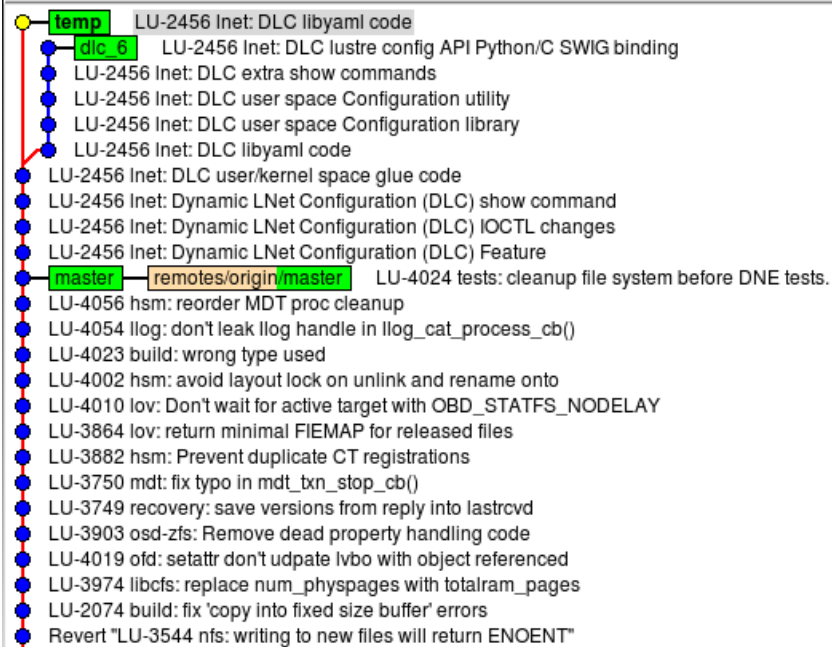 temp LU-2456 lnet: DLC libyaml code
dlc_6 LU-2456 lnet: DLC lustre config API Python/C SWIG binding
LU-2456 lnet: DLC extra show commands
LU-2456 lnet: DLC user space Configuration utility
LU-2456 lnet: DLC user space Configuration library
LU-2456 lnet: DLC libyaml code
LU-2456 lnet: DLC user/kernel space glue code
LU-2456 lnet: Dynamic LNet Configuration (DLC) show command
LU-2456 lnet: Dynamic LNet Configuration (DLC) IOCTL changes
LU-2456 lnet: Dynamic LNet Configuration (DLC) Feature
master remotes/origin/master LU-4024 tests: cleanup file system before DNE tests.
LU-4056 hsm: reorder MDT proc cleanup
LU-4054 llog: don't leak llog handle in llog_cat_process_cb()
LU-4023 build: wrong type used
LU-4002 hsm: avoid layout lock on unlink and rename onto
LU-4010 lov: Don't wait for active target with OBD_STATFS_NODELAY
LU-3864 lov: return minimal FIEMAP for released files
LU-3882 hsm: Prevent duplicate CT registrations
LU-3750 mdt: fix typo in mdt_txn_stop_cb()
LU-3749 recovery: save versions from reply into lastrcvd
LU-3903 osd-zfs: Remove dead property handling code
LU-4019 ofd: setattr don't udpate lvbo with object referenced
LU-3974 libcfs: replace num_physpages with totalram_pages
LU-2074 build: fix 'copy into fixed size buffer' errors
Revert "LU-3544 nfs: writing to new files will return ENOENT"